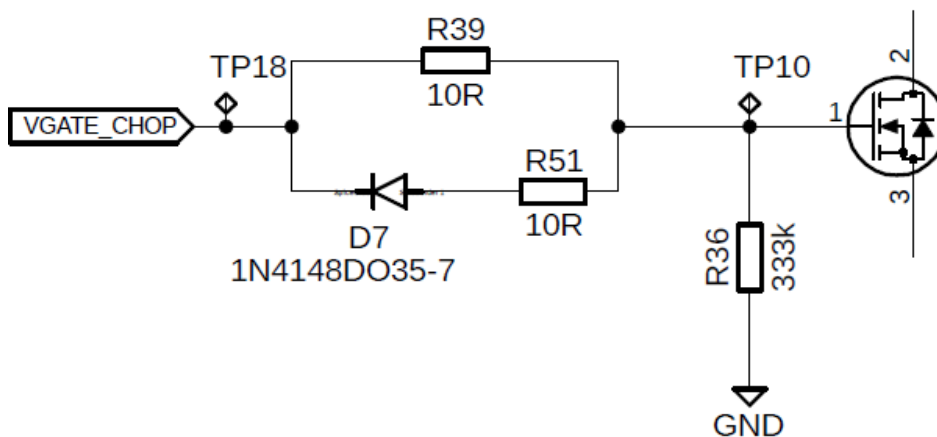 R39
TP18
TP10
10R
2
VGATE_CHOP
1
R51
D7
10R
1N4148DO35-7
R36
333k
3
GND